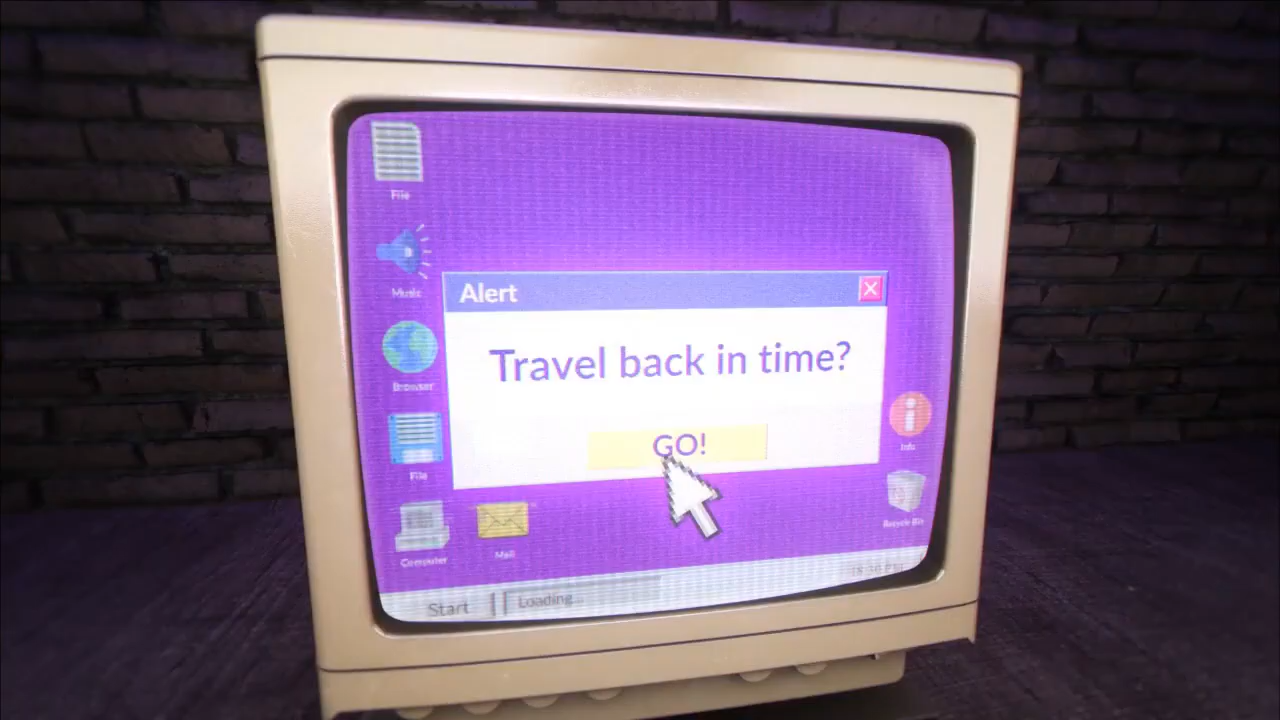 File
Music
Alert
Travel back in time?
Browser
GO!
File
Info
Computer
Mail
Recycle Bin
Start
Loading...